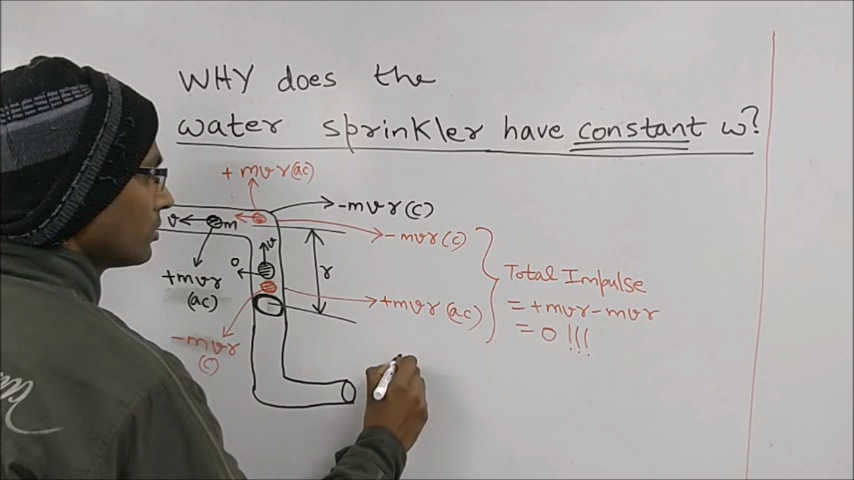 WHY does the
water sprinkler have constant ω?
+mvr(ac)
-mvr(c)
v
m
-mvr(c)
v
0
r
Total Impulse
+mvr
(ac)
+mvr(ac)
= +mvr-mvr
= 0!!!
-mvr
(c)